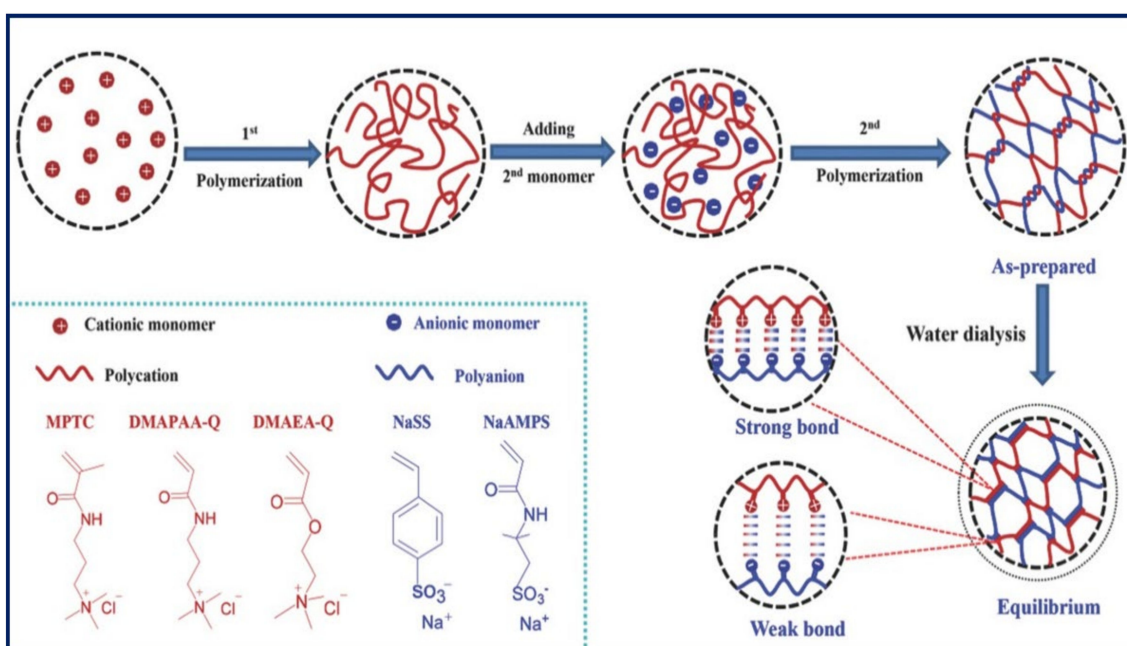 1st
Polymerization
Adding
2nd monomer
2nd
Polymerization
As-prepared
Water dialysis
Strong bond
Weak bond
Equilibrium
Cationic monomer
Anionic monomer
Polycation
Polyanion
MPTC DMAPAA-Q DMAEA-Q NaSS NaAMPS
O NH N+ Cl−
O NH N+ Cl−
O O N+ Cl−
SO3− Na+
O NH SO3- Na+